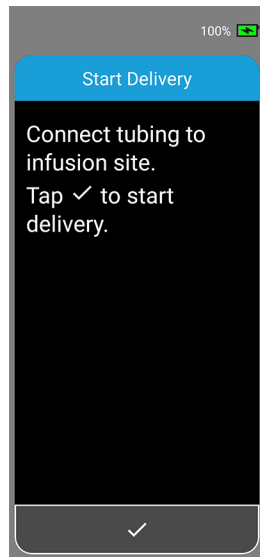 100%
Start Delivery
Connect tubing to
infusion site.
Tap ✓ to start
delivery.